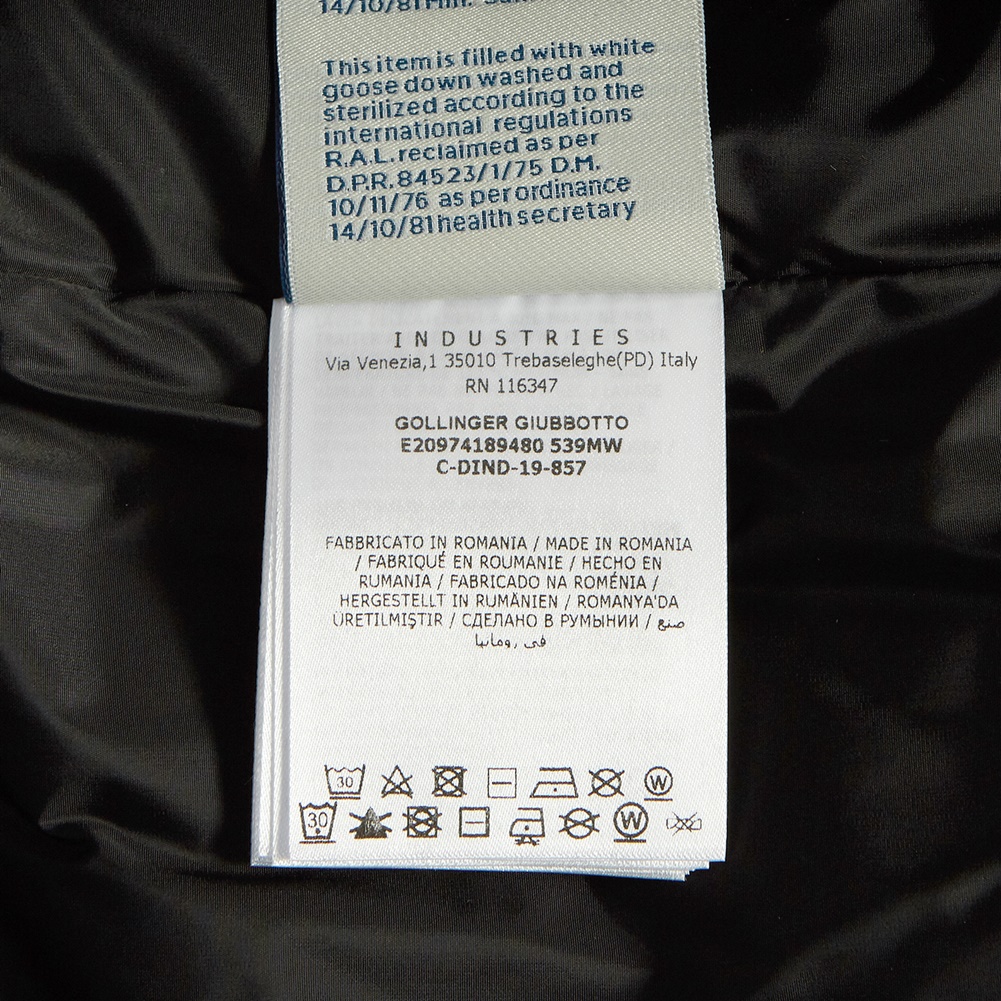 14/10/81 Min.
This item is filled with white
goose down washed and
sterilized according to the
international regulations
R.A.L. reclaimed as per
D.P.R. 84523/1/75 D.M.
10/11/76 as per ordinance
14/10/81 health secretary
INDUSTRIES
Via Venezia,1 35010 Trebaseleghe(PD) Italy
RN 116347
GOLLINGER GIUBBOTTO
E20974189480 539MW
C-DIND-19-857
FABBRICATO IN ROMANIA / MADE IN ROMANIA
/ FABRIQUÉ EN ROUMANIE / HECHO EN
RUMANIA / FABRICADO NA ROMÉNIA /
HERGESTELLT IN RUMÄNIEN / ROMANYA'DA
ÜRETILMIŞTIR / СДЕЛАНО В РУМЫНИИ / صنع
في رومانيا
30 W
30 W